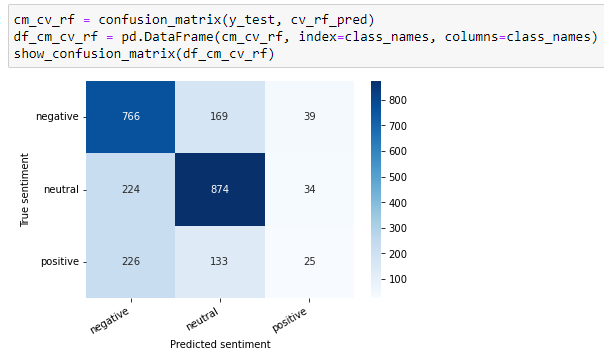 cm_cv_rf = confusion_matrix(y_test, cv_rf_pred)
df_cm_cv_rf = pd.DataFrame(cm_cv_rf, index=class_names, columns=class_names)
show_confusion_matrix(df_cm_cv_rf)
negative 766 169 39
neutral 224 874 34
positive 226 133 25
True sentiment
negative neutral positive
Predicted sentiment
800
700
600
500
400
300
200
100